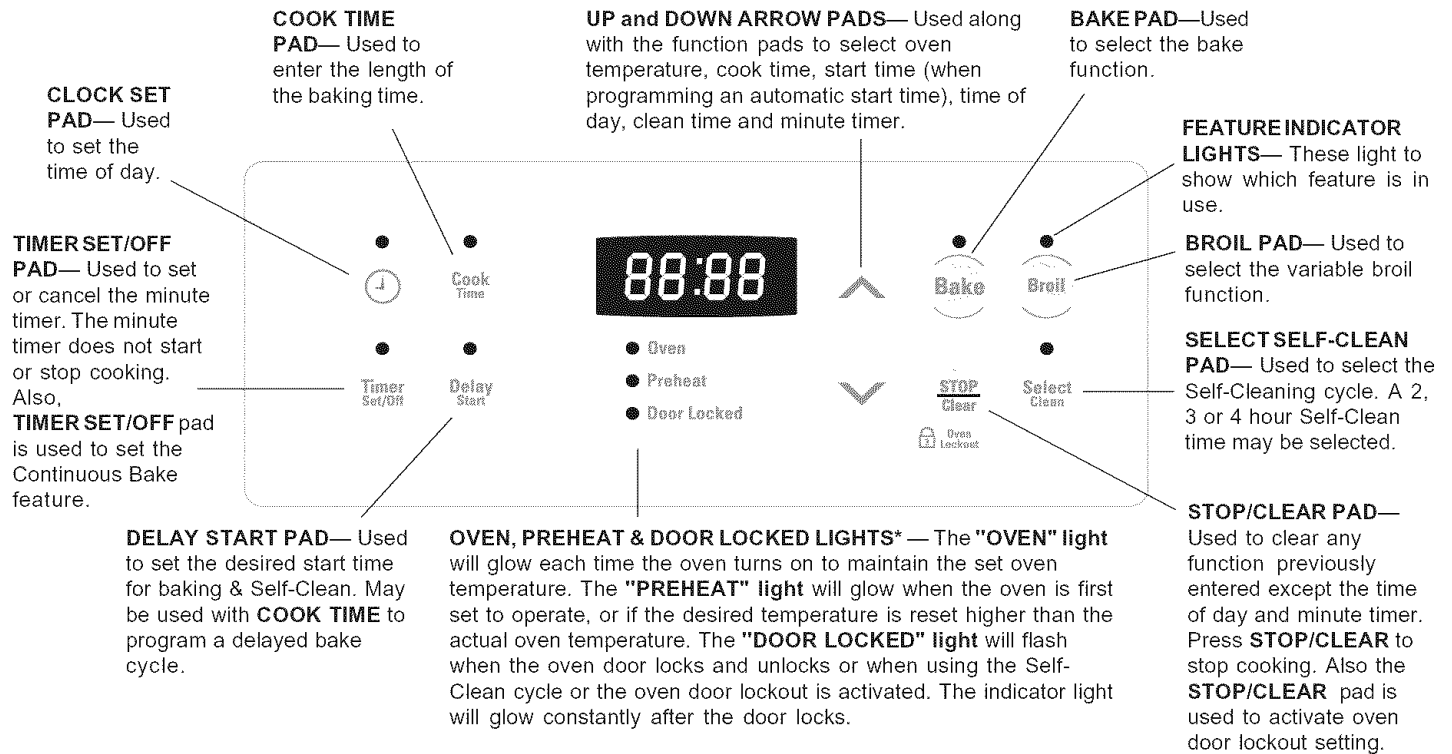 COOK TIME
PAD— Used to
enter the length of
the baking time.
UP and DOWN ARROW PADS— Used along
with the function pads to select oven
temperature, cook time, start time (when
programming an automatic start time), time of
day, clean time and minute timer.
BAKE PAD—Used
to select the bake
function.
CLOCK SET
PAD— Used
to set the
time of day.
FEATURE INDICATOR
LIGHTS— These light to
show which feature is in
use.
TIMER SET/OFF
PAD— Used to set
or cancel the minute
timer. The minute
timer does not start
or stop cooking.
Also,
TIMER SET/OFF pad
is used to set the
Continuous Bake
feature.
BROIL PAD— Used to
select the variable broil
function.
SELECT SELF-CLEAN
PAD— Used to select the
Self-Cleaning cycle. A 2,
3 or 4 hour Self-Clean
time may be selected.
Cook
Time
88:88
Bake
Broil
Timer
Set/Off
Delay
Start
Oven
Preheat
Door Locked
STOP
Clear
Oven
Lockout
Select
Clean
DELAY START PAD— Used
to set the desired start time
for baking & Self-Clean. May
be used with COOK TIME to
program a delayed bake
cycle.
OVEN, PREHEAT & DOOR LOCKED LIGHTS* — The "OVEN" light
will glow each time the oven turns on to maintain the set oven
temperature. The "PREHEAT" light will glow when the oven is first
set to operate, or if the desired temperature is reset higher than the
actual oven temperature. The "DOOR LOCKED" light will flash
when the oven door locks and unlocks or when using the Self-
Clean cycle or the oven door lockout is activated. The indicator light
will glow constantly after the door locks.
STOP/CLEAR PAD—
Used to clear any
function previously
entered except the time
of day and minute timer.
Press STOP/CLEAR to
stop cooking. Also the
STOP/CLEAR pad is
used to activate oven
door lockout setting.